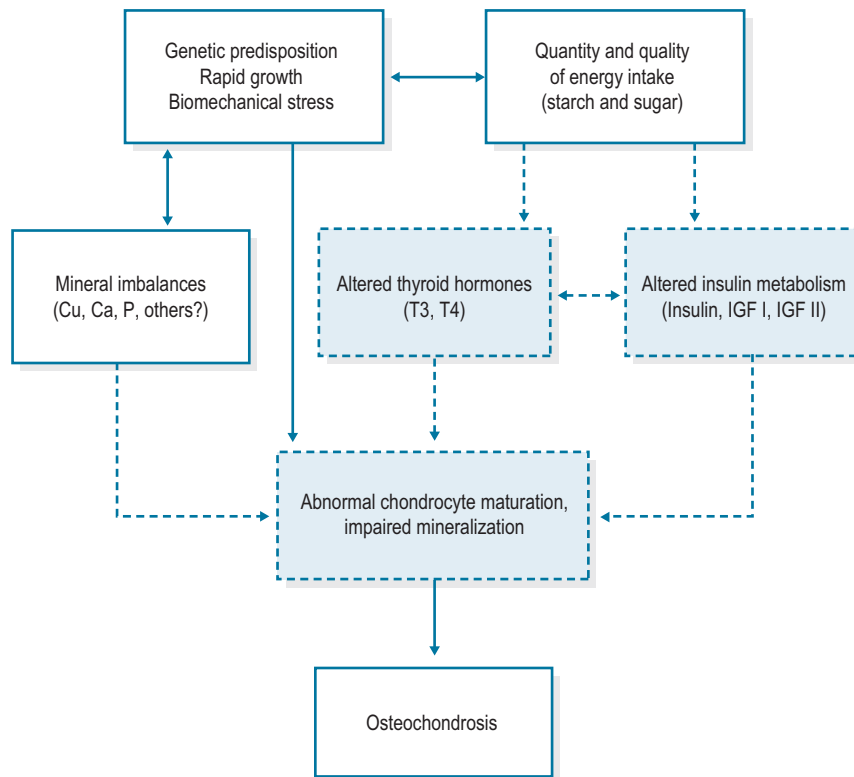 Genetic predisposition
Rapid growth
Biomechanical stress
Quantity and quality
of energy intake
(starch and sugar)
Mineral imbalances
(Cu, Ca, P, others?)
Altered thyroid hormones
(T3, T4)
Altered insulin metabolism
(Insulin, IGF I, IGF II)
Abnormal chondrocyte maturation,
impaired mineralization
Osteochondrosis